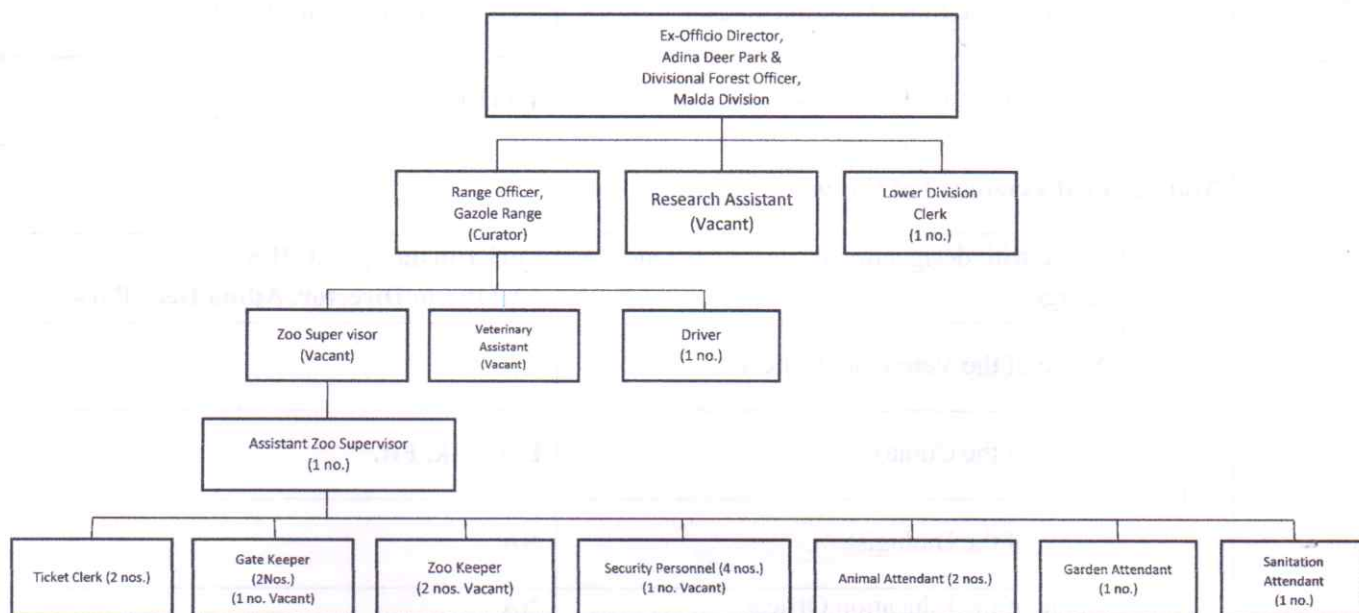 Ex-Officio Director,
Adina Deer Park &
Divisional Forest Officer,
Malda Division
Range Officer,
Gazole Range
(Curator)
Research Assistant
(Vacant)
Lower Division
Clerk
(1 no.)
Zoo Super visor
(Vacant)
Veterinary
Assistant
(Vacant)
Driver
(1 no.)
Assistant Zoo Supervisor
(1 no.)
Ticket Clerk (2 nos.)
Gate Keeper
(2Nos.)
(1 no. Vacant)
Zoo Keeper
(2 nos. Vacant)
Security Personnel (4 nos.)
(1 no. Vacant)
Animal Attendant (2 nos.)
Garden Attendant
(1 no.)
Sanitation
Attendant
(1 no.)